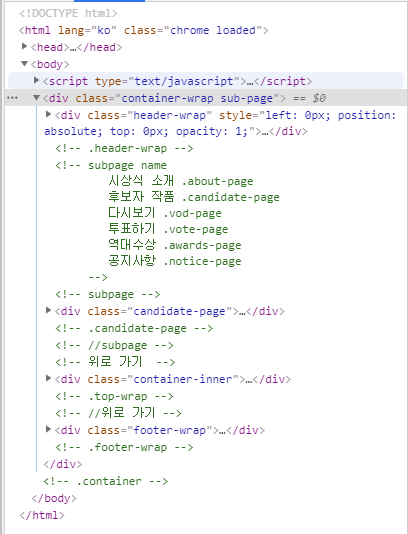 <!DOCTYPE html>
<html lang="ko" class="chrome loaded">
<head>…</head>
<body>
<script type="text/javascript">…</script>
<div class="container-wrap sub-page"> == $0
<div class="header-wrap" style="left: 0px; position:
absolute; top: 0px; opacity: 1;">…</div>
<!-- .header-wrap -->
<!-- subpage name
시상식 소개 .about-page
후보자 작품 .candidate-page
다시보기 .vod-page
투표하기 .vote-page
역대수상 .awards-page
공지사항 .notice-page
-->
<!-- subpage -->
<div class="candidate-page">…</div>
<!-- .candidate-page -->
<!-- //subpage -->
<!-- 위로 가기  -->
<div class="container-inner">…</div>
<!-- .top-wrap -->
<!-- //위로 가기 -->
<div class="footer-wrap">…</div>
<!-- .footer-wrap -->
</div>
<!-- .container -->
</body>
</html>